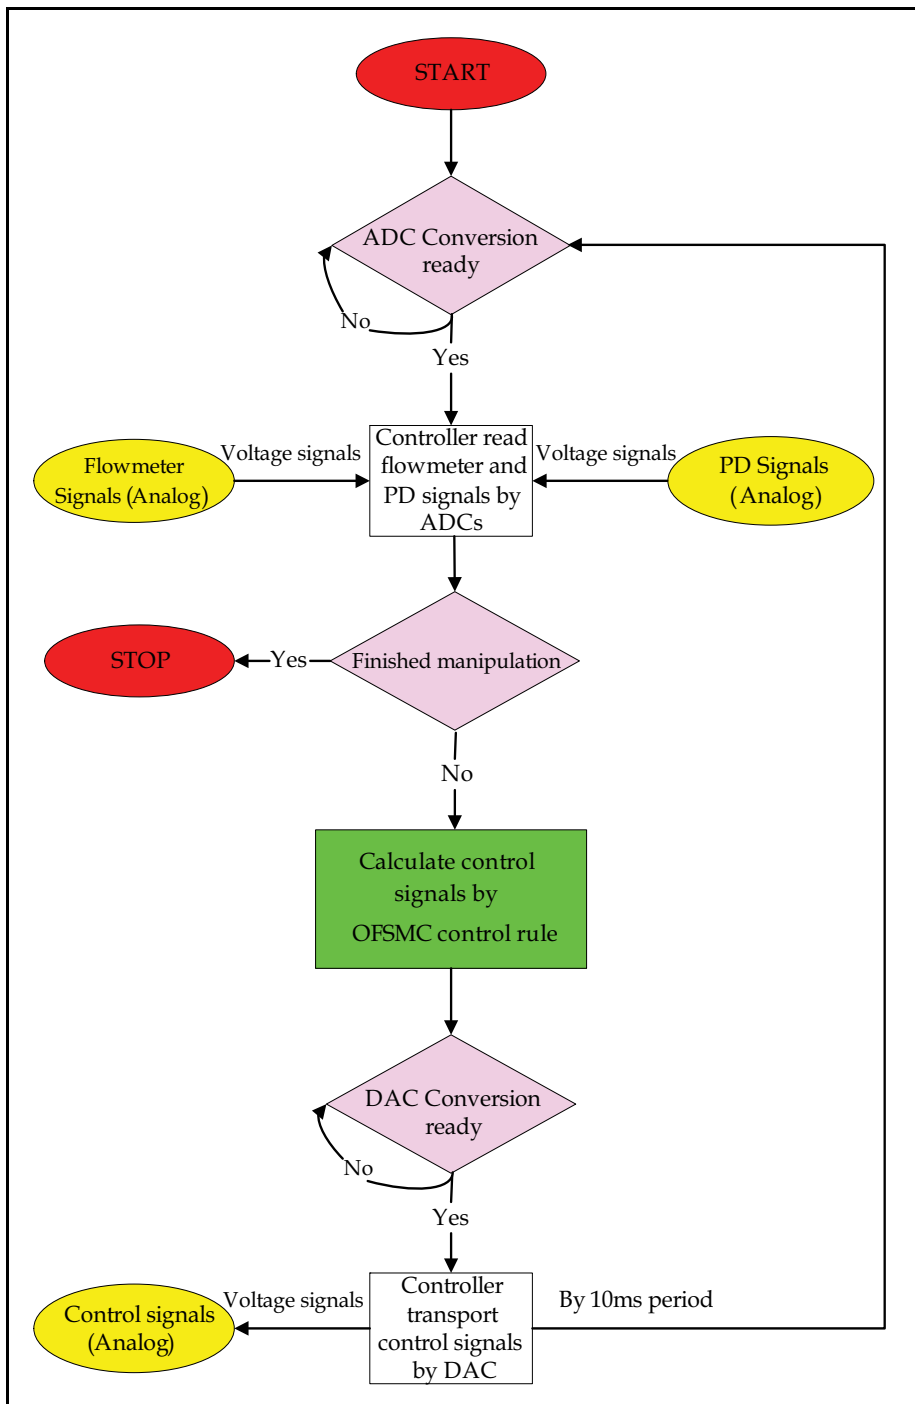 START
ADC Conversion
ready
No
Yes
Flowmeter
Signals (Analog)
Voltage signals
Controller read
flowmeter and
PD signals by
ADCs
Voltage signals
PD Signals
(Analog)
STOP
Yes
Finished manipulation
No
Calculate control
signals by
OFSMC control rule
DAC Conversion
ready
No
Yes
Control signals
(Analog)
Voltage signals
Controller
transport
control signals
by DAC
By 10ms period